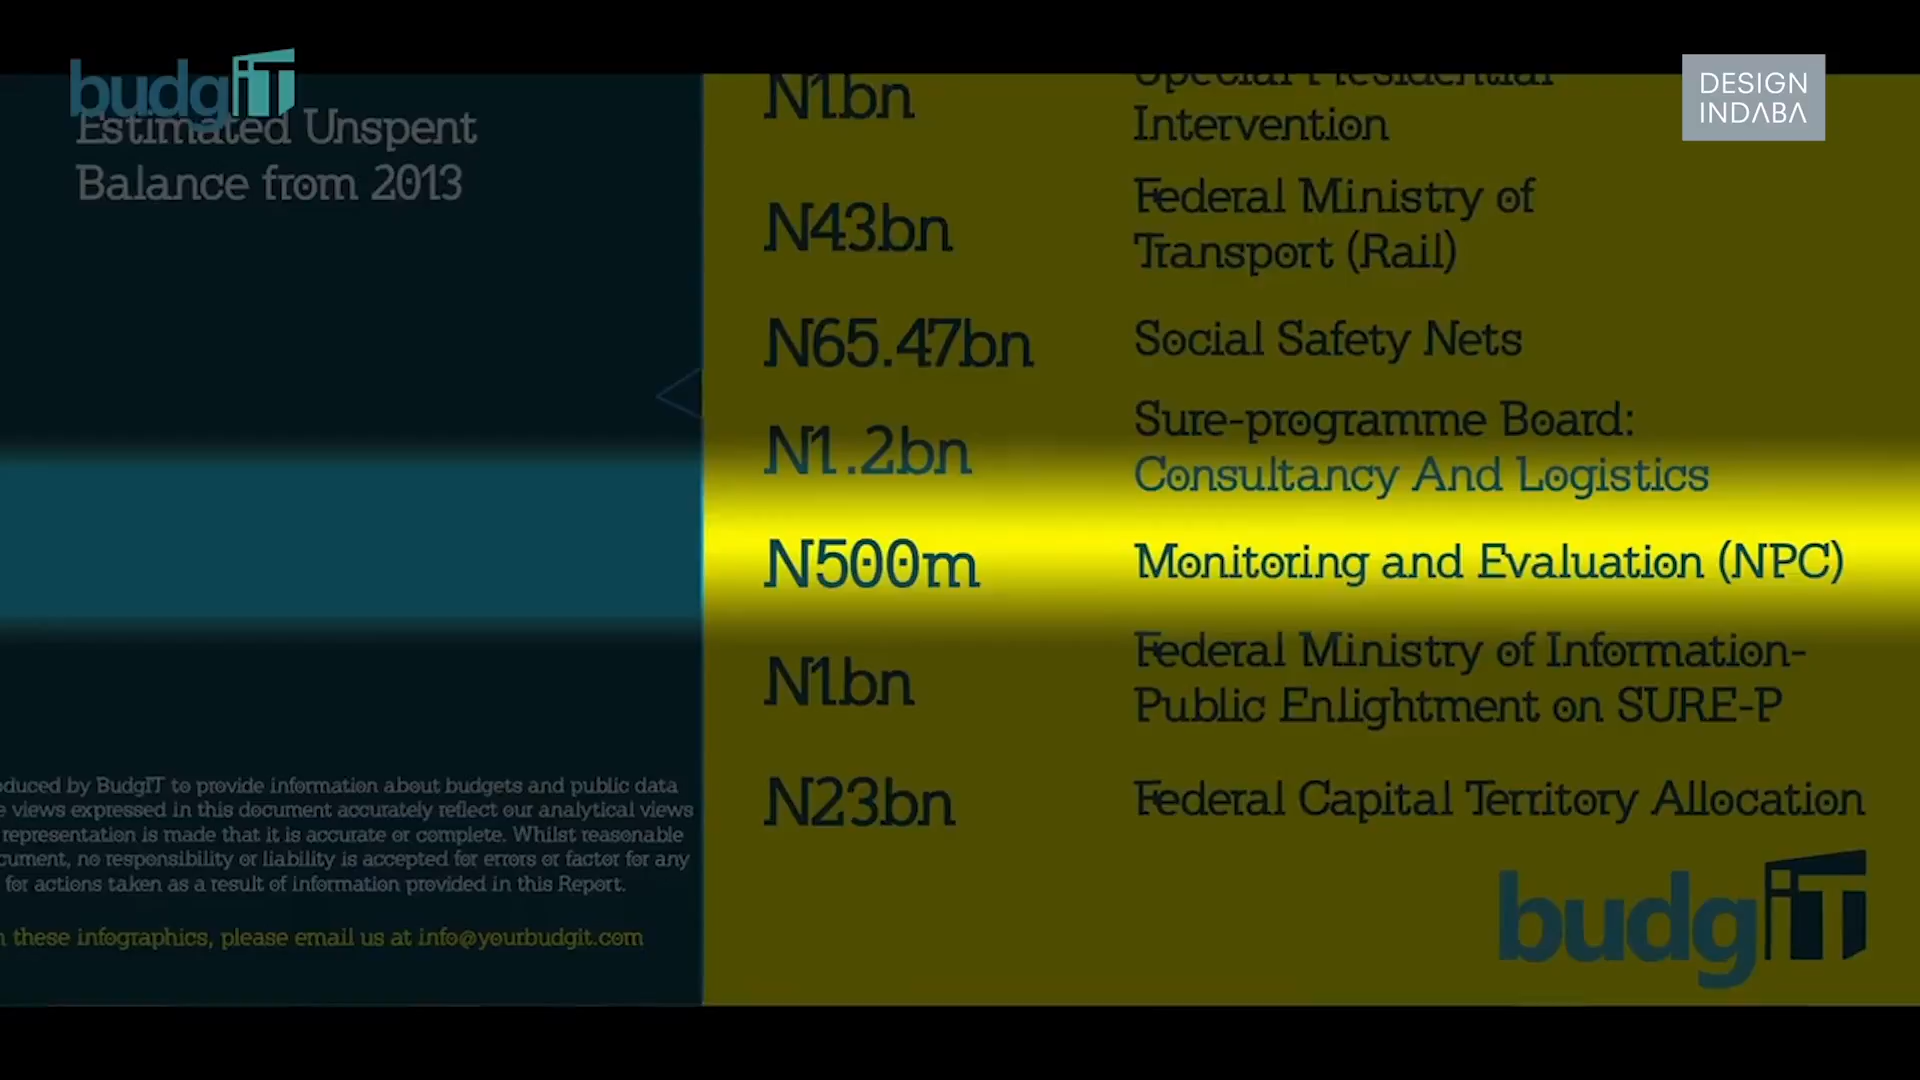 budgIT
DESIGN
INDABA
Estimated Unspent
Balance from 2013
N1bn
Special Presidential
Intervention
N43bn
Federal Ministry of
Transport (Rail)
N65.47bn
Social Safety Nets
N1.2bn
Sure-programme Board:
Consultancy And Logistics
N500m
Monitoring and Evaluation (NPC)
N1bn
Federal Ministry of Information-
Public Enlightment on SURE-P
N23bn
Federal Capital Territory Allocation
by BudgIT to provide information about budgets and public data
views expressed in this document accurately reflect our analytical views
representation is made that it is accurate or complete. Whilst reasonable
no responsibility or liability is accepted for errors or factor for any
for actions taken as a result of information provided in this Report.
these infographics, please email us at info@yourbudgit.com
budgIT